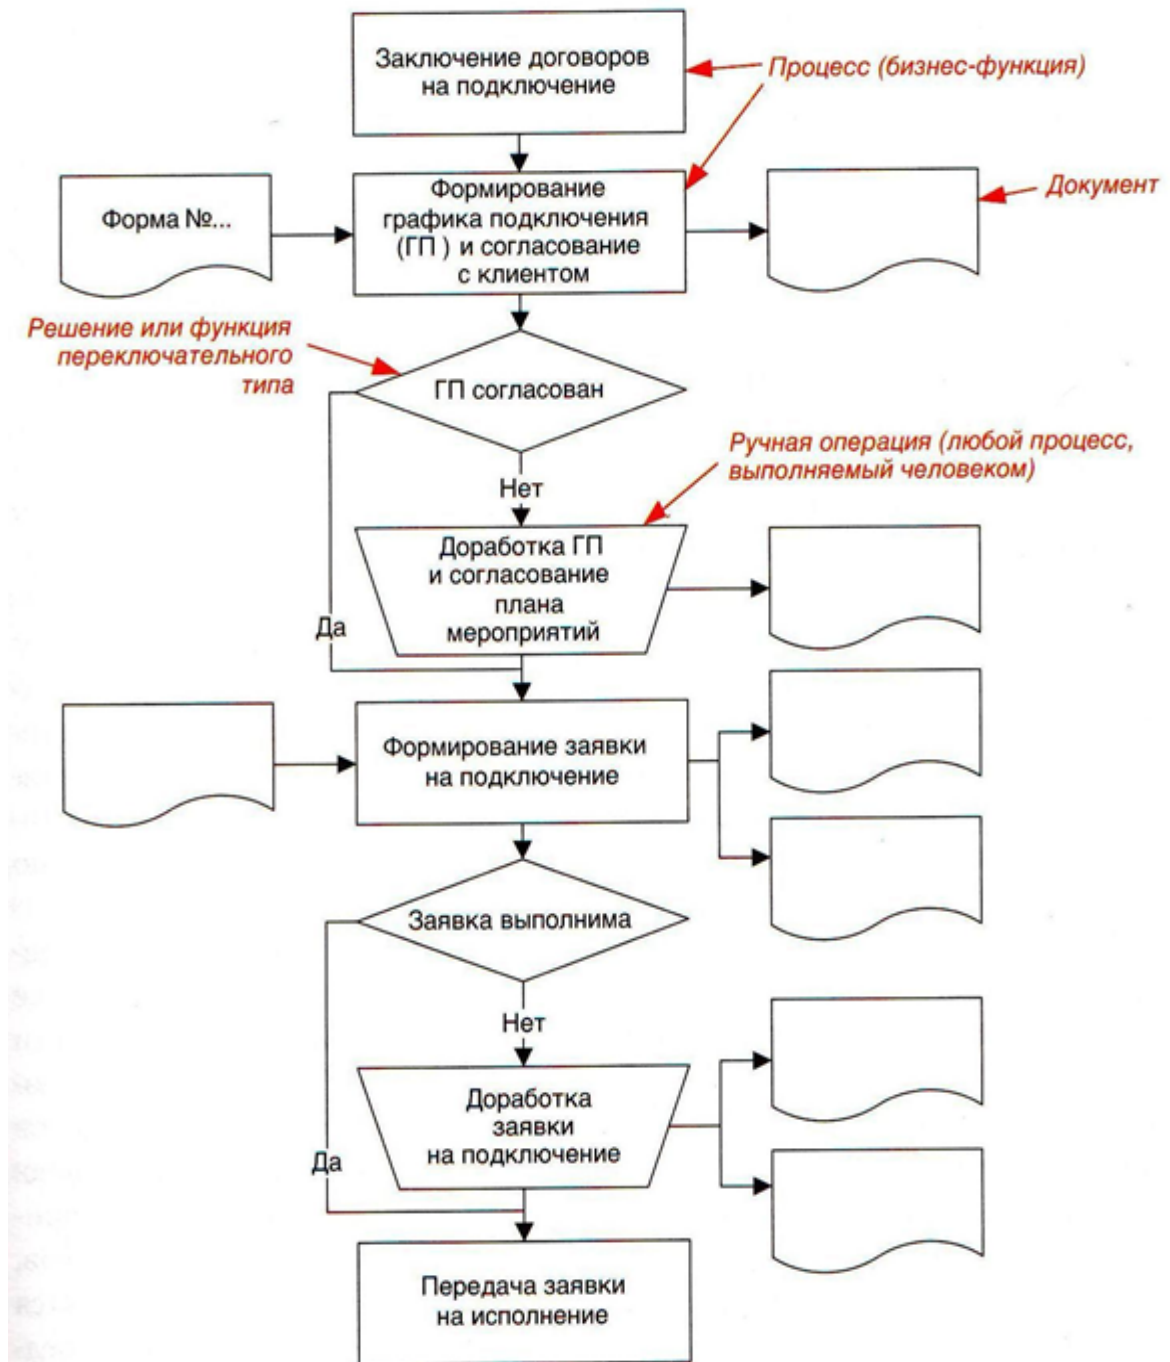 Заключение договоров
на подключение
Процесс (бизнес-функция)
Форма №...
Формирование
графика подключения
(ГП ) и согласование
с клиентом
Документ
Решение или функция
переключательного
типа
ГП согласован
Ручная операция (любой процесс,
выполняемый человеком)
Нет
Доработка ГП
и согласование
плана
мероприятий
Да
Формирование заявки
на подключение
Заявка выполнима
Нет
Доработка
заявки
на подключение
Да
Передача заявки
на исполнение